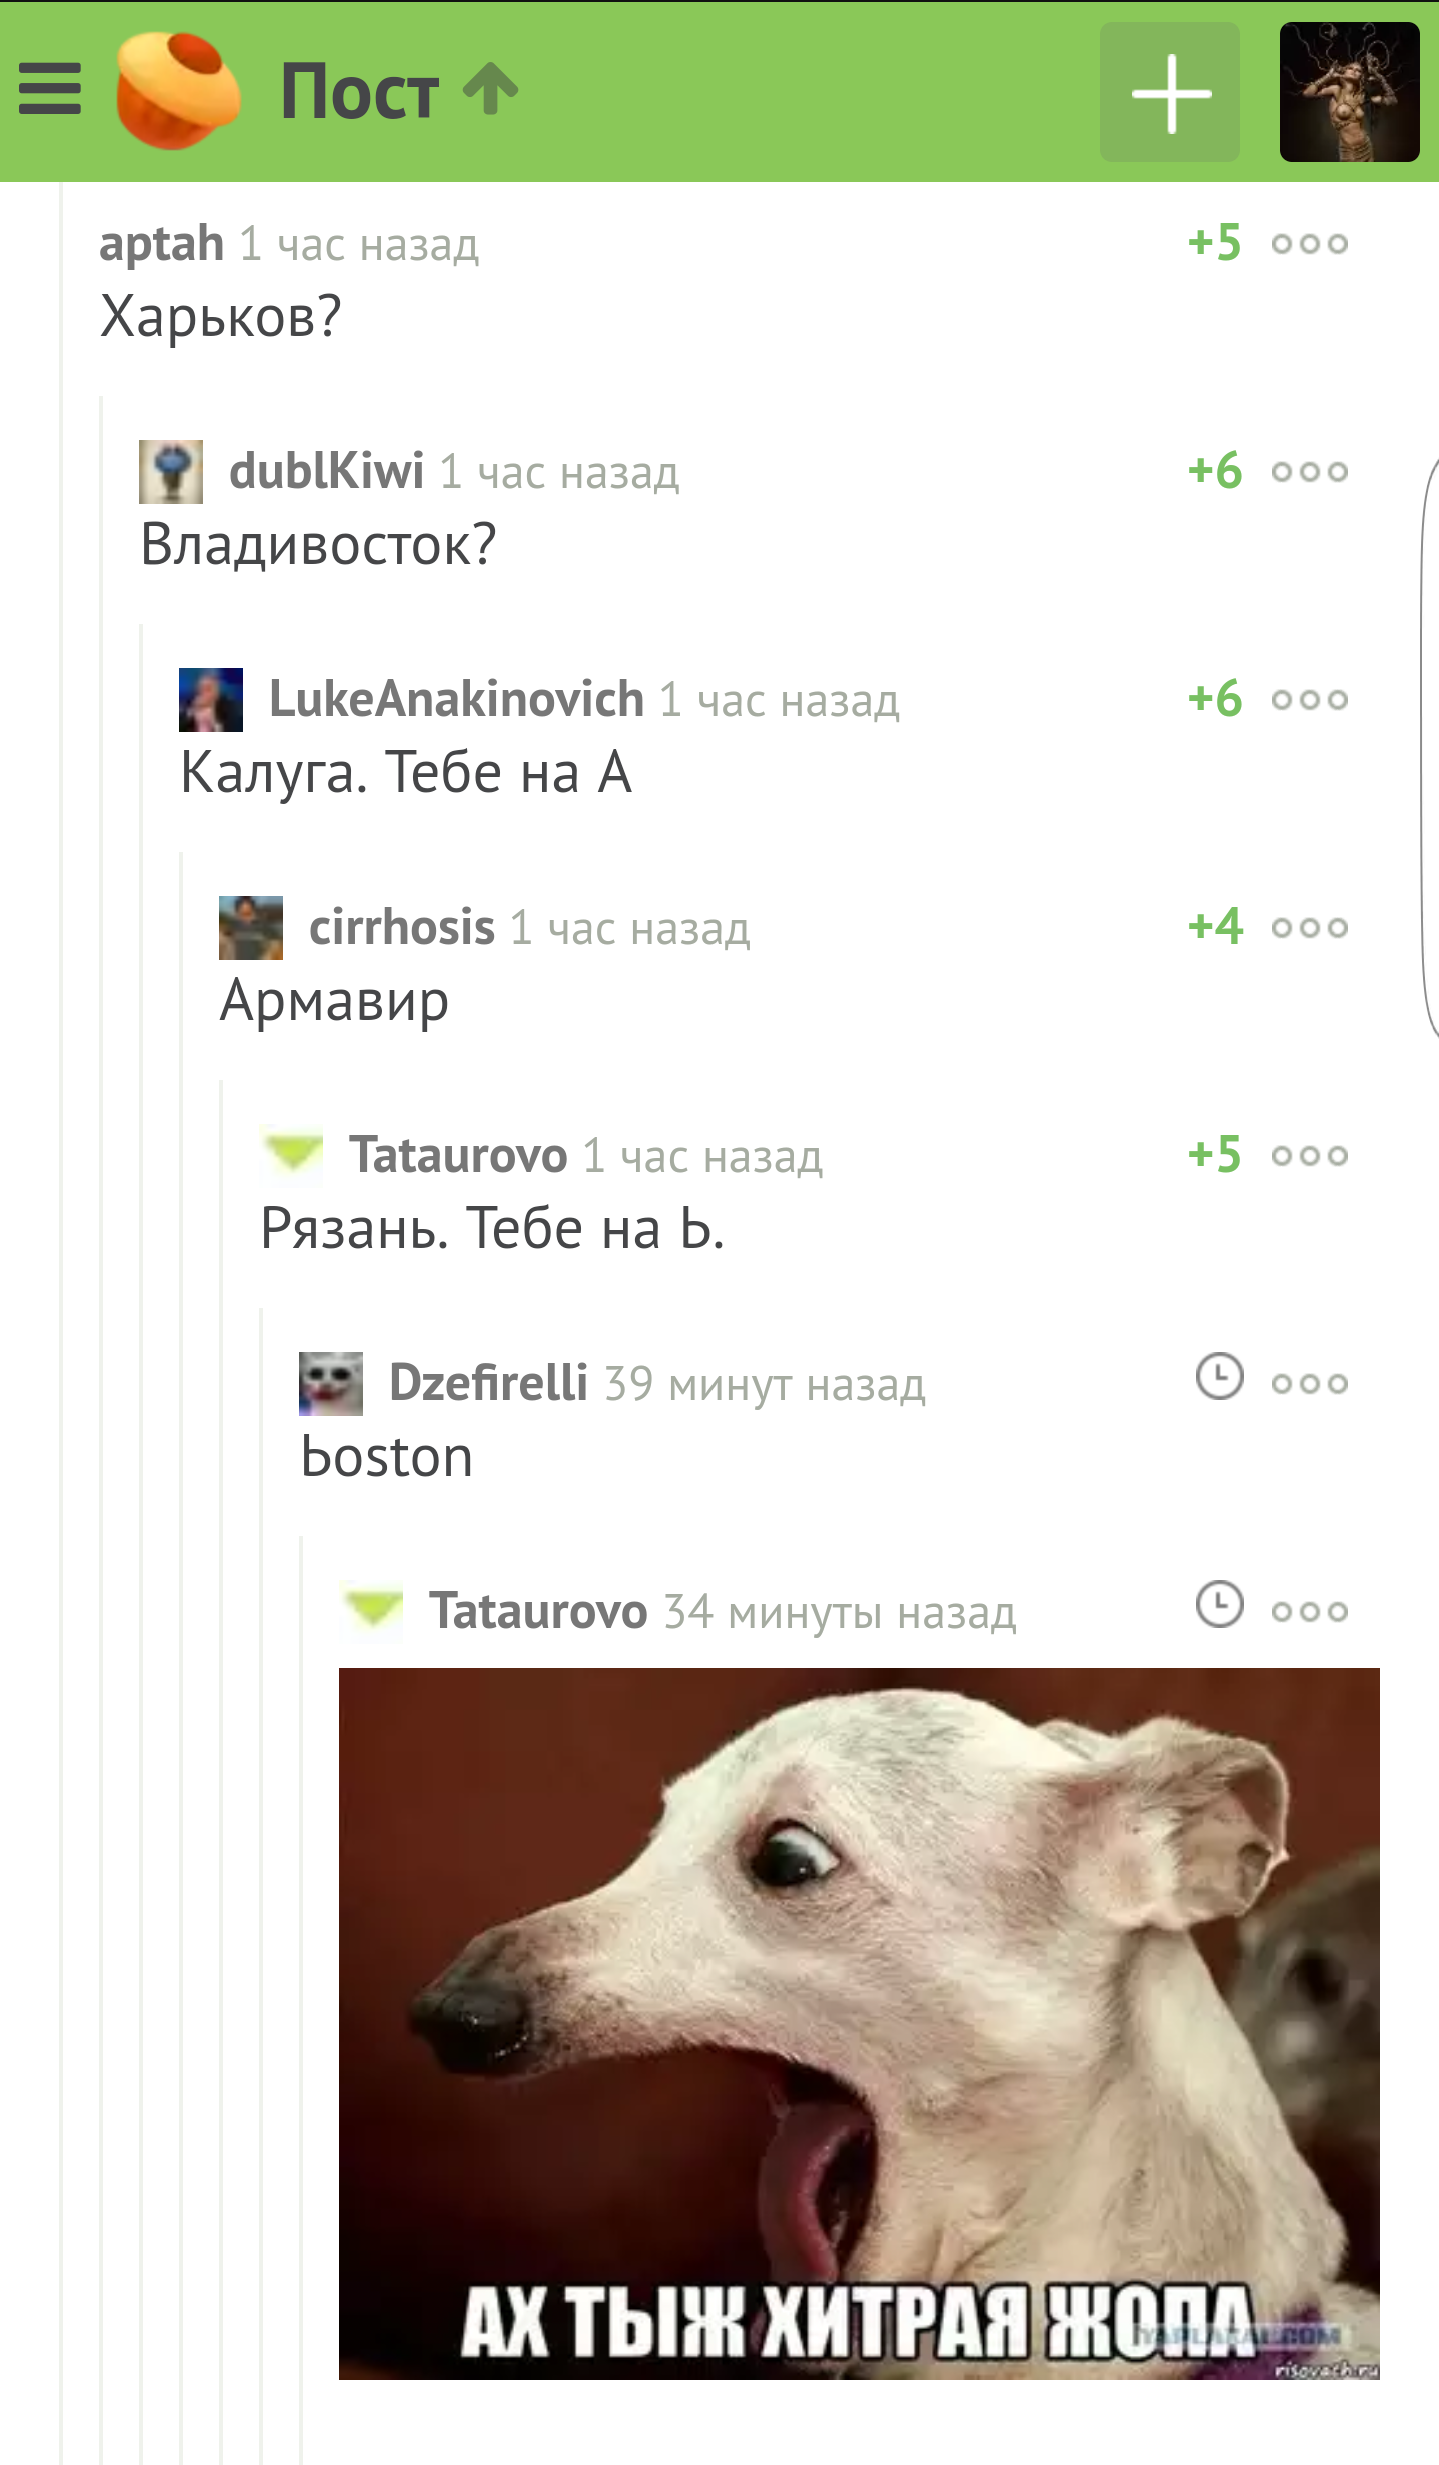 Пост
aptah 1 час назад +5
Харьков?
dublKiwi 1 час назад +6
Владивосток?
LukeAnakinovich 1 час назад +6
Калуга. Тебе на А
cirrhosis 1 час назад +4
Армавир
Tataurovo 1 час назад +5
Рязань. Тебе на Ь.
Dzefirelli 39 минут назад
Ьoston
Tataurovo 34 минуты назад
АХ ТЫЖ ХИТРАЯ ЖОПА
YAPLAKAL.COM
risovach.ru